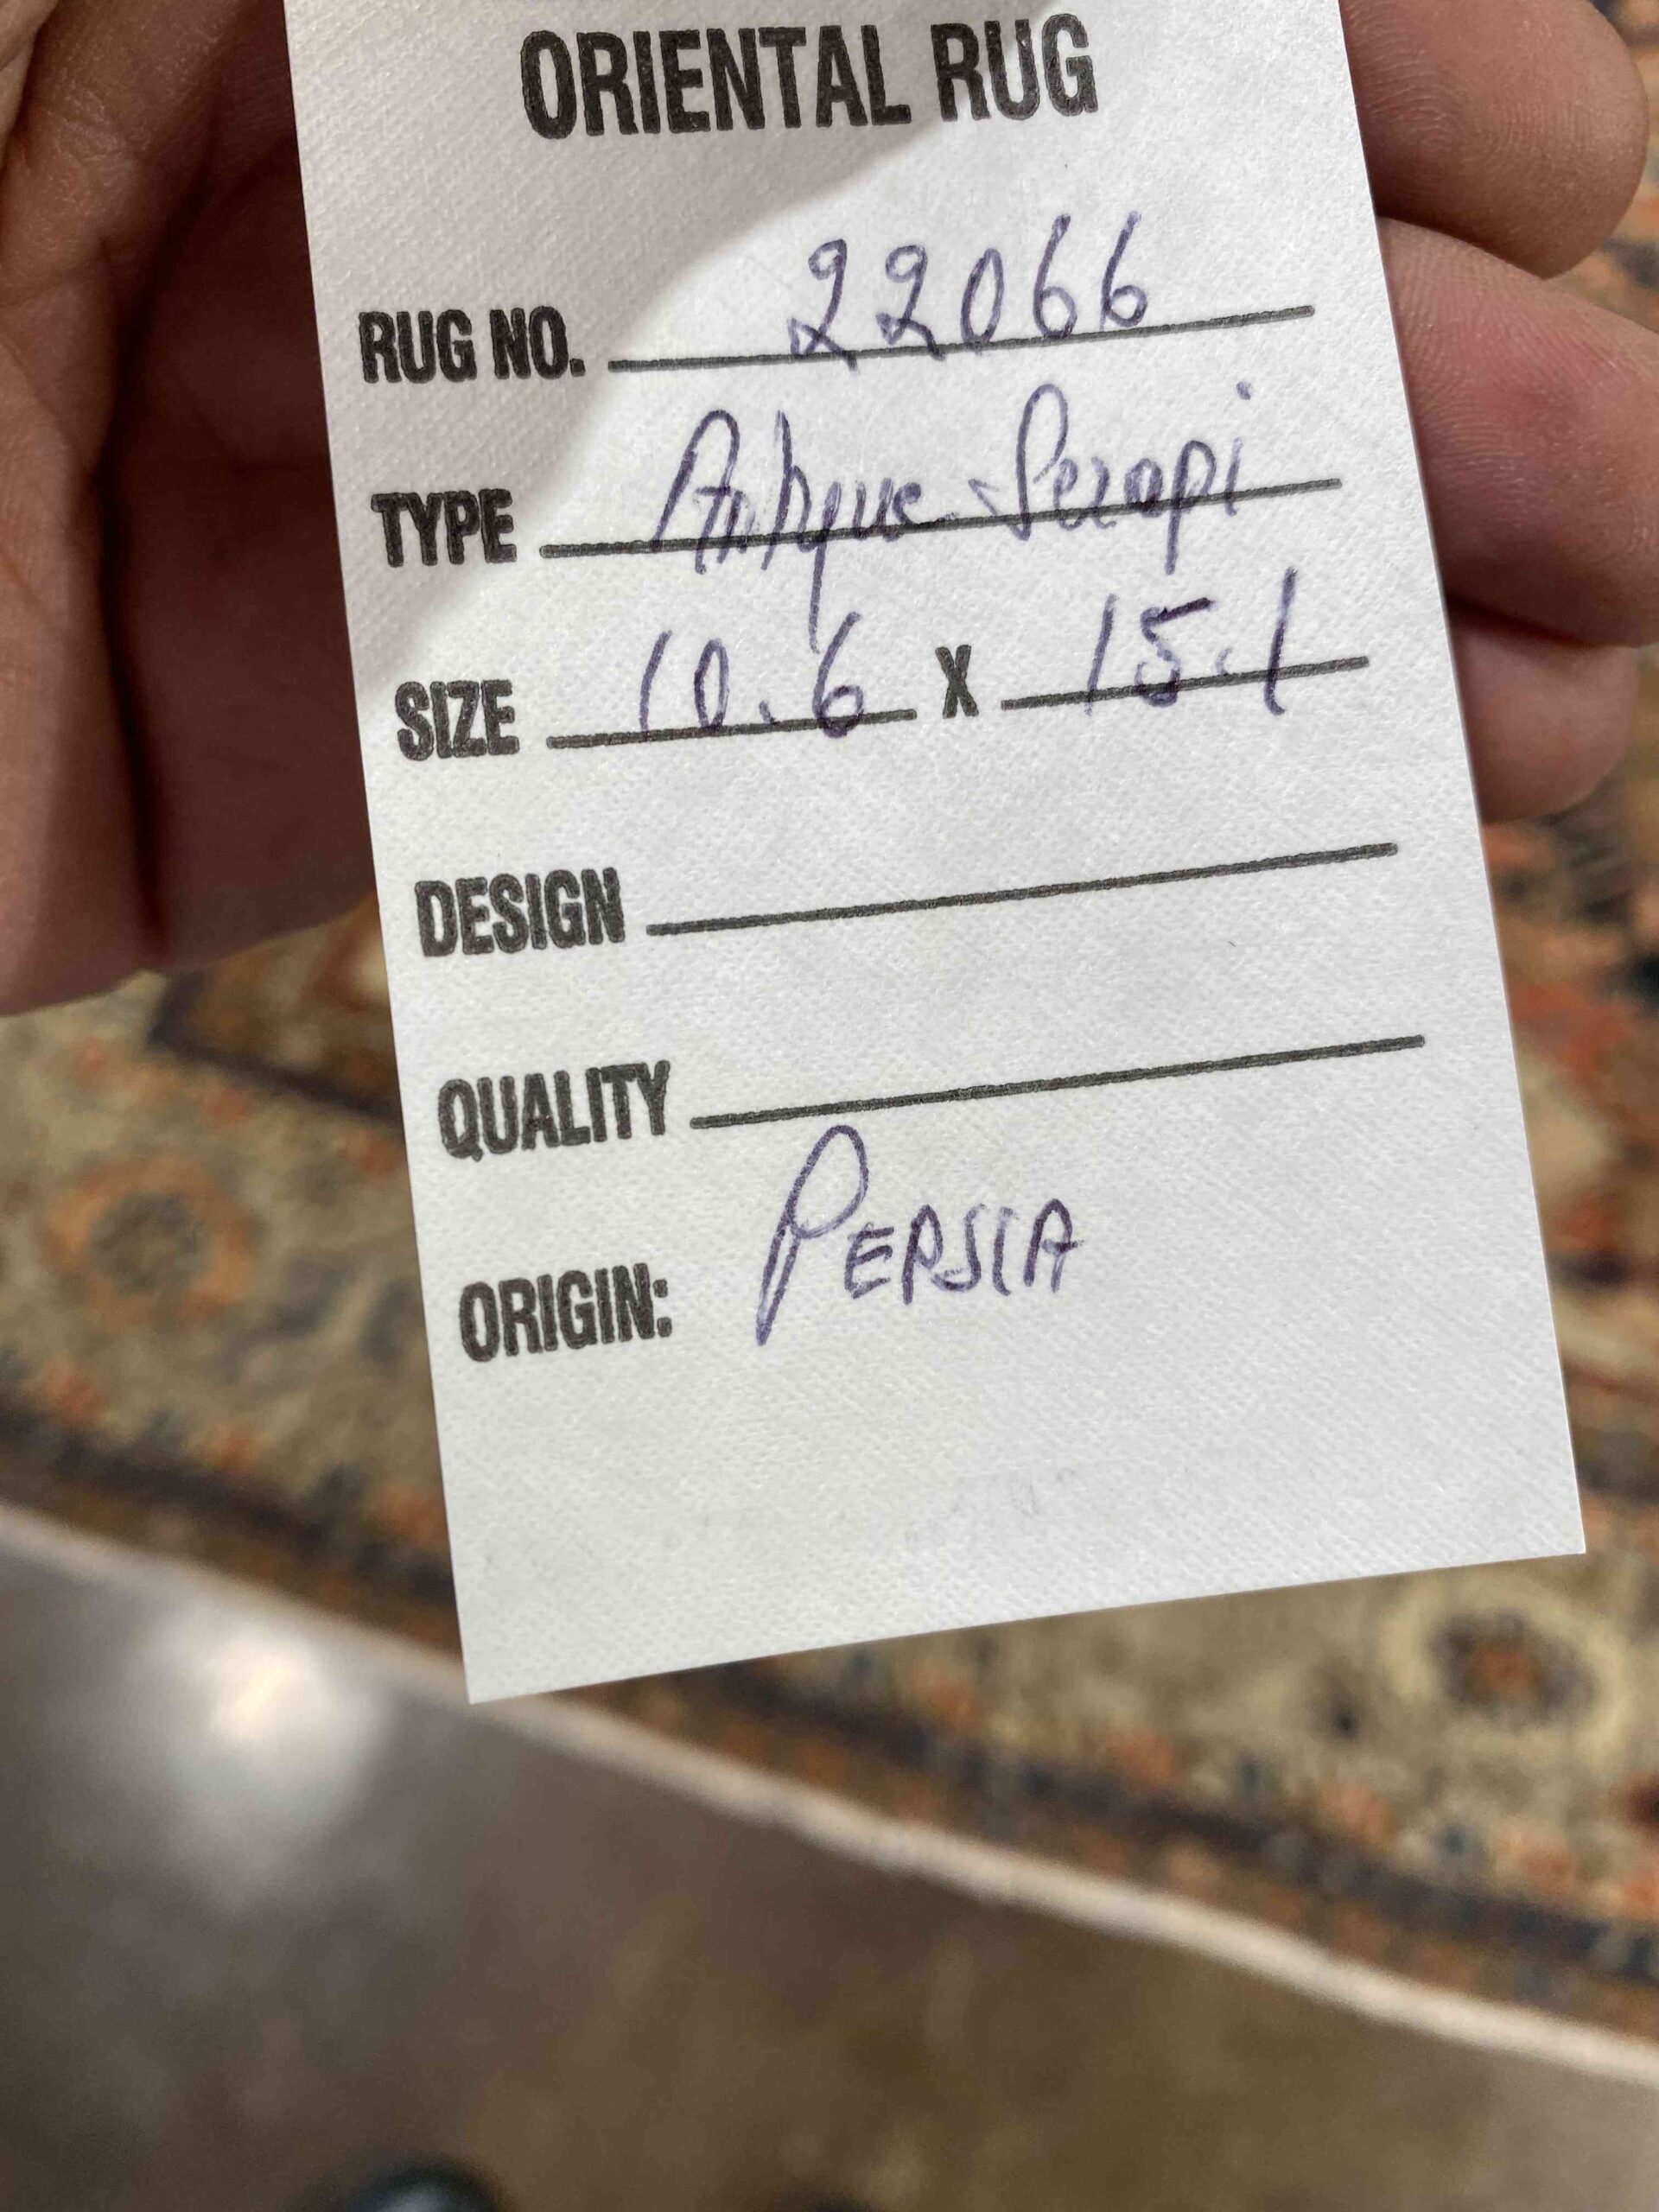 ORIENTAL RUG
RUG NO. 22066
TYPE Antique Serapi
SIZE 10.6 X 15.1
DESIGN
QUALITY
ORIGIN: PERSIA